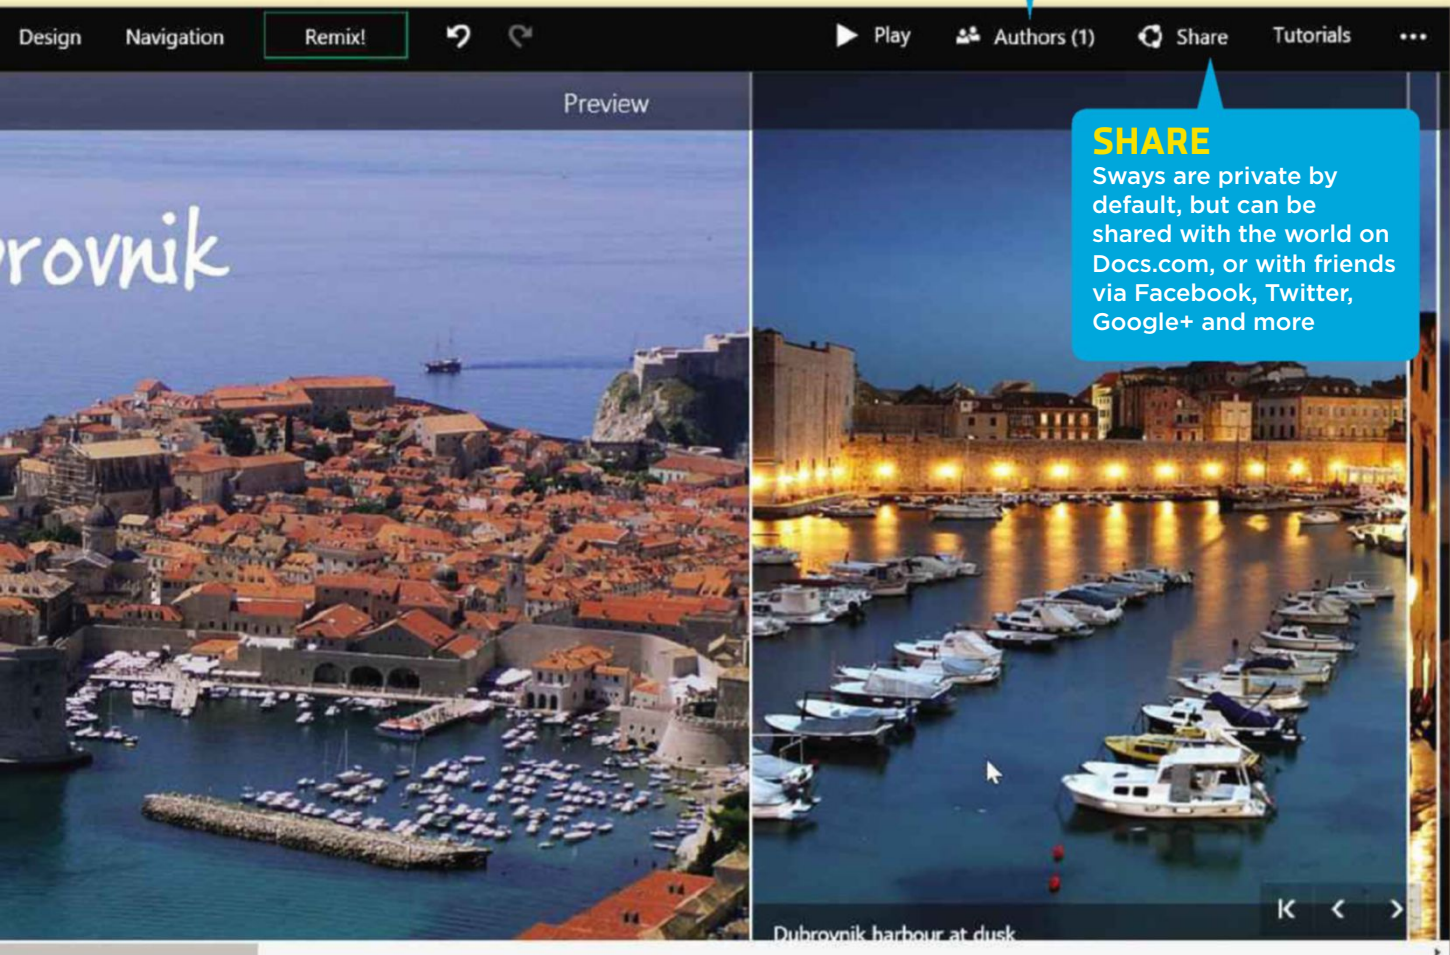 Design Navigation Remix! Play Authors (1) Share Tutorials
Preview
rovnik
SHARE
Sways are private by
default, but can be
shared with the world on
Docs.com, or with friends
via Facebook, Twitter,
Google+ and more
Dubrovnik harbour at dusk